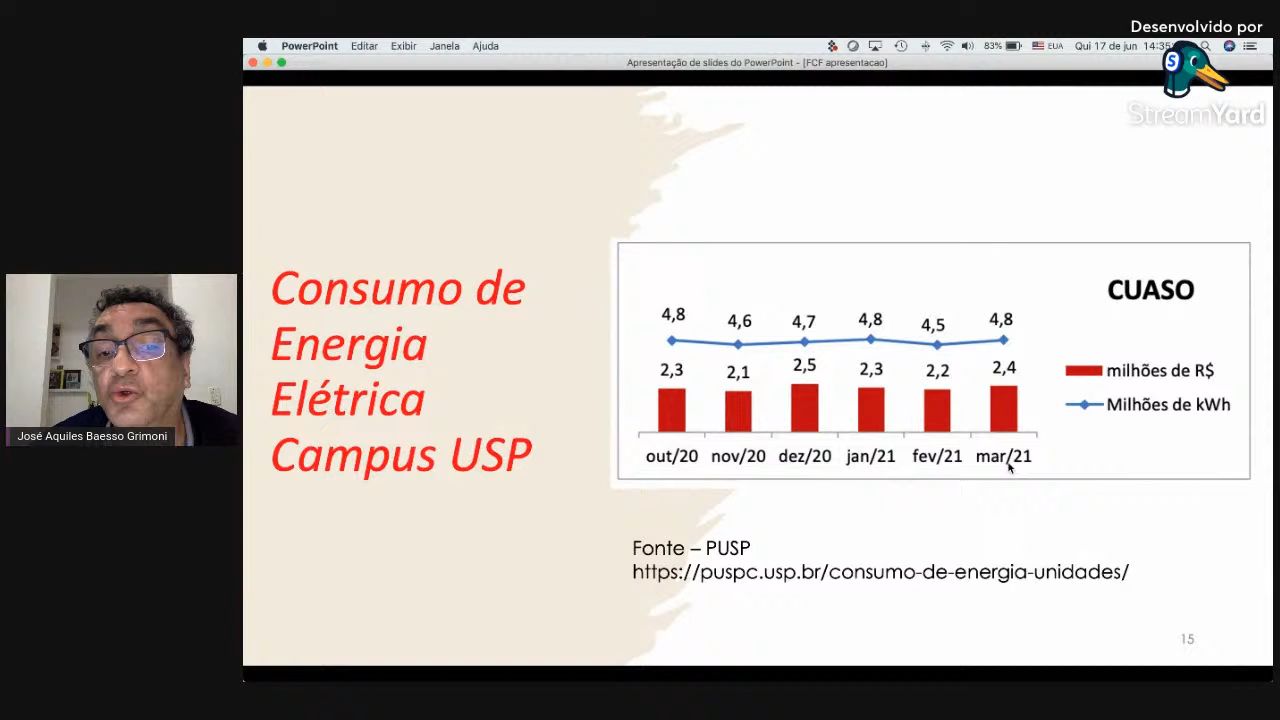 Desenvolvido por
StreamYard
PowerPoint Editar Exibir Janela Ajuda
83% EUA Qui 17 de jun 14:35
Apresentação de slides do PowerPoint - [FCF apresentacao]
Consumo de
Energia
Elétrica
Campus USP
CUASO
4,8 4,6 4,7 4,8 4,5 4,8
2,3 2,1 2,5 2,3 2,2 2,4
milhões de R$
Milhões de kWh
out/20 nov/20 dez/20 jan/21 fev/21 mar/21
José Aquiles Baesso Grimoni
Fonte – PUSP
https://puspc.usp.br/consumo-de-energia-unidades/
15